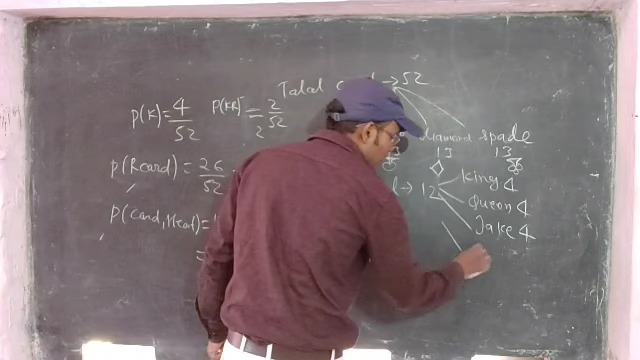 Total → 52
P(K) = 4/52 P(KR) = 2/52
diamond spade
13 13
P(Rcard) = 26/52
→ 12 King 4
Queen 4
Jake 4
P(Card, Heart) =
=